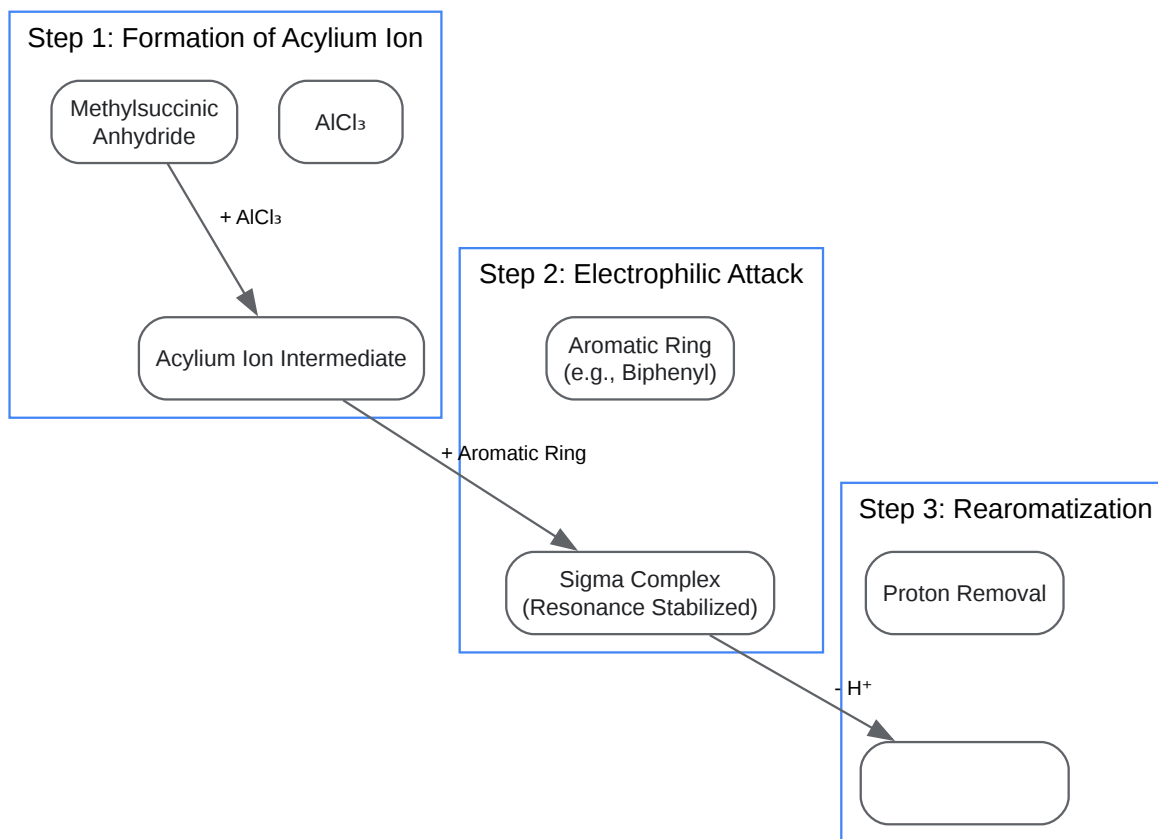 Step 1: Formation of Acylium Ion
Methylsuccinic
Anhydride
AlCl₃
+ AlCl₃
Acylium Ion Intermediate
Step 2: Electrophilic Attack
Aromatic Ring
(e.g., Biphenyl)
+ Aromatic Ring
Sigma Complex
(Resonance Stabilized)
Step 3: Rearomatization
Proton Removal
- H⁺